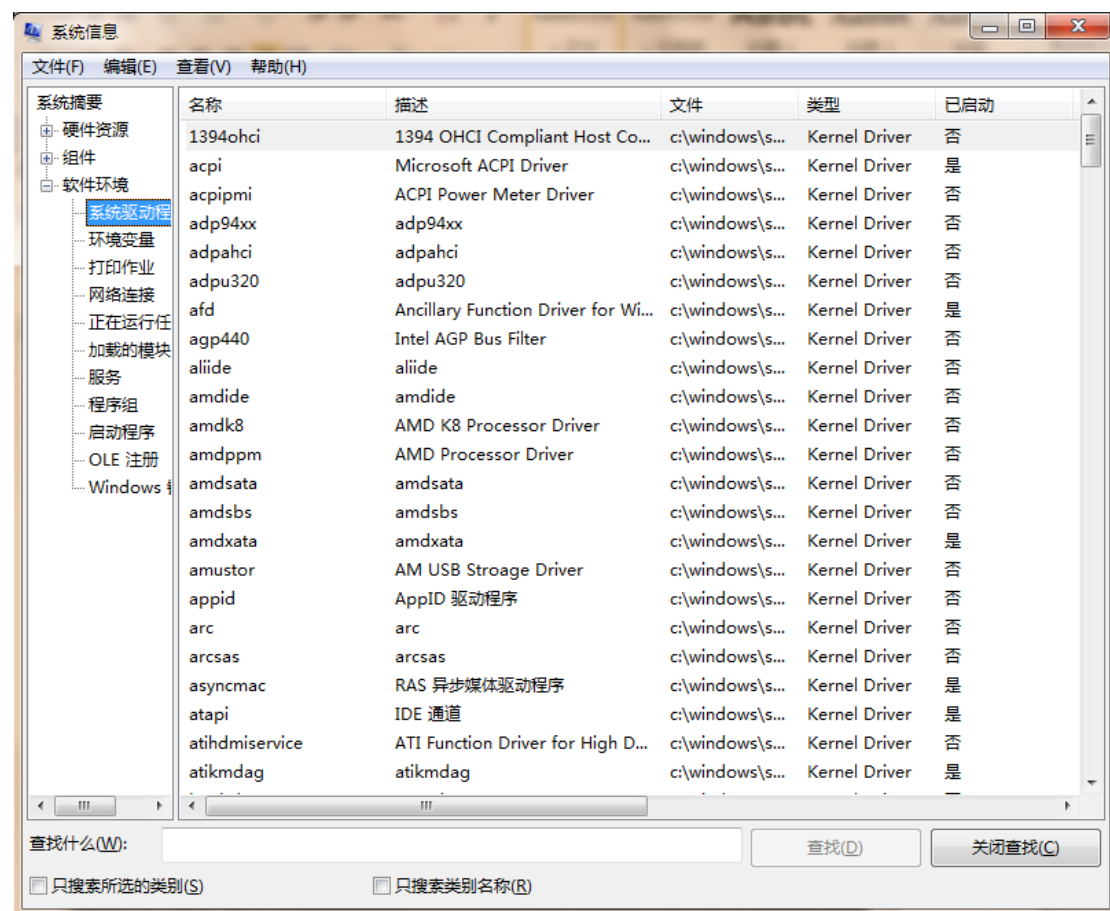 系统信息
文件(F) 编辑(E) 查看(V) 帮助(H)
系统摘要
硬件资源
组件
软件环境
系统驱动程
环境变量
打印作业
网络连接
正在运行任
加载的模块
服务
程序组
启动程序
OLE 注册
Windows
名称 描述 文件 类型 已启动
1394ohci 1394 OHCI Compliant Host Co... c:\windows\s... Kernel Driver 否
acpi Microsoft ACPI Driver c:\windows\s... Kernel Driver 是
acpipmi ACPI Power Meter Driver c:\windows\s... Kernel Driver 否
adp94xx adp94xx c:\windows\s... Kernel Driver 否
adpahci adpahci c:\windows\s... Kernel Driver 否
adpu320 adpu320 c:\windows\s... Kernel Driver 否
afd Ancillary Function Driver for Wi... c:\windows\s... Kernel Driver 是
agp440 Intel AGP Bus Filter c:\windows\s... Kernel Driver 否
aliide aliide c:\windows\s... Kernel Driver 否
amdide amdide c:\windows\s... Kernel Driver 否
amdk8 AMD K8 Processor Driver c:\windows\s... Kernel Driver 否
amdppm AMD Processor Driver c:\windows\s... Kernel Driver 否
amdsata amdsata c:\windows\s... Kernel Driver 否
amdsbs amdsbs c:\windows\s... Kernel Driver 否
amdxata amdxata c:\windows\s... Kernel Driver 是
amustor AM USB Stroage Driver c:\windows\s... Kernel Driver 否
appid AppID 驱动程序 c:\windows\s... Kernel Driver 否
arc arc c:\windows\s... Kernel Driver 否
arcsas arcsas c:\windows\s... Kernel Driver 否
asyncmac RAS 异步媒体驱动程序 c:\windows\s... Kernel Driver 是
atapi IDE 通道 c:\windows\s... Kernel Driver 是
atihdmiservice ATI Function Driver for High D... c:\windows\s... Kernel Driver 否
atikmdag atikmdag c:\windows\s... Kernel Driver 是
查找什么(W): 查找(D) 关闭查找(C)
只搜索所选的类别(S) 只搜索类别名称(R)